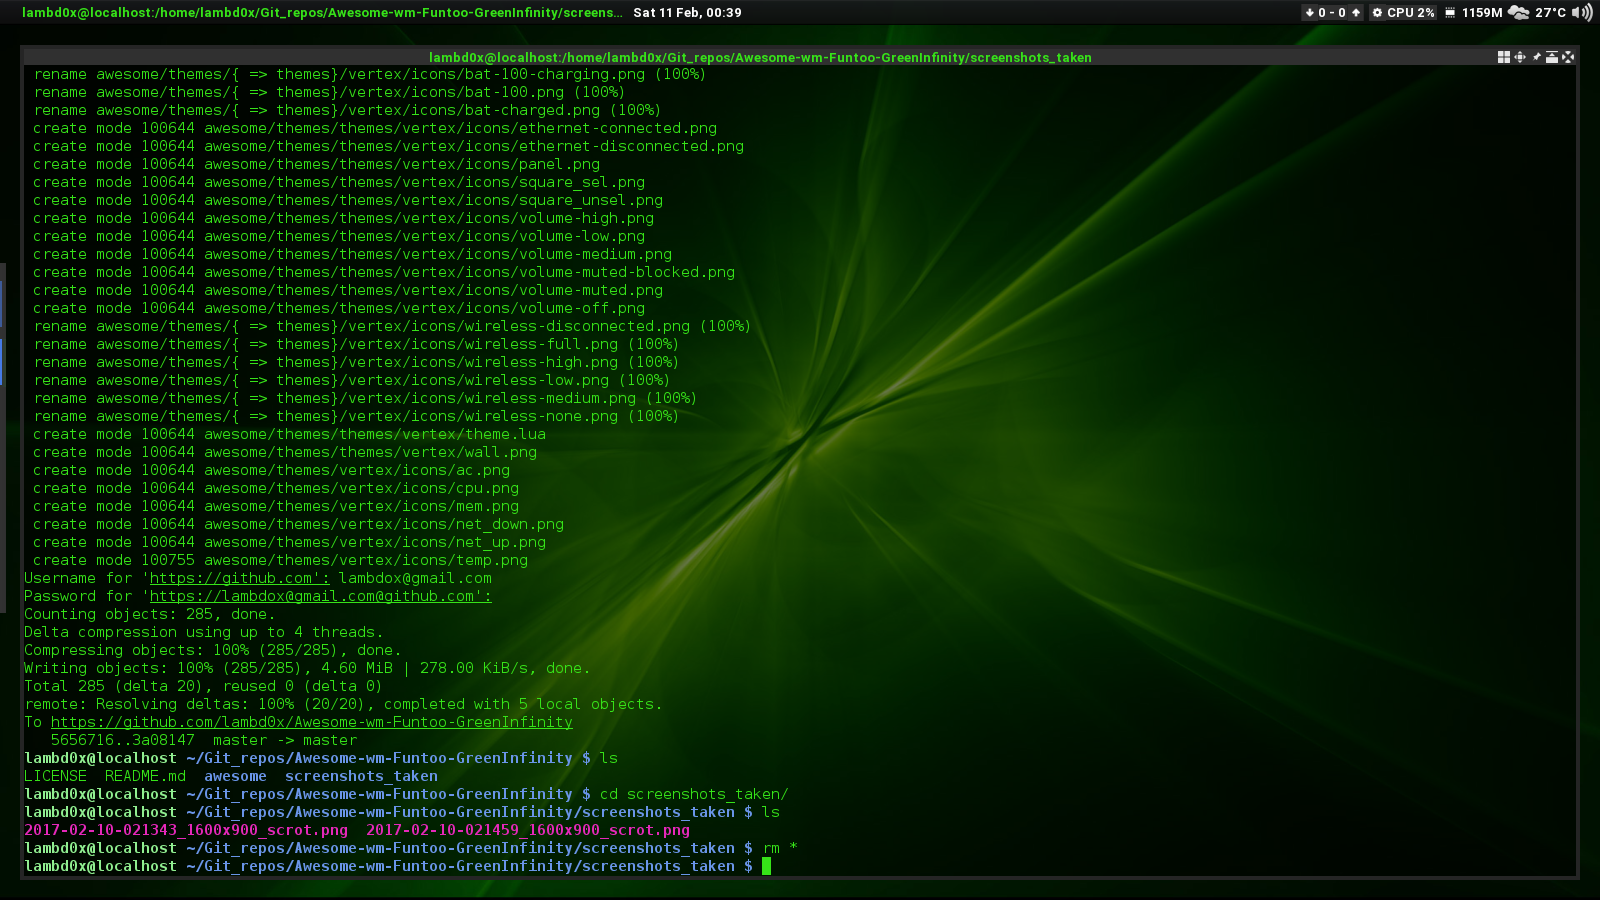 lambd0x@localhost:/home/lambd0x/Git_repos/Awesome-wm-Funtoo-GreenInfinity/screens... Sat 11 Feb, 00:39 0 - 0 CPU 2% 1159M 27°C
lambd0x@localhost:/home/lambd0x/Git_repos/Awesome-wm-Funtoo-GreenInfinity/screenshots_taken
rename awesome/themes/{ => themes}/vertex/icons/bat-100-charging.png (100%)
rename awesome/themes/{ => themes}/vertex/icons/bat-100.png (100%)
rename awesome/themes/{ => themes}/vertex/icons/bat-charged.png (100%)
create mode 100644 awesome/themes/themes/vertex/icons/ethernet-connected.png
create mode 100644 awesome/themes/themes/vertex/icons/ethernet-disconnected.png
create mode 100644 awesome/themes/themes/vertex/icons/panel.png
create mode 100644 awesome/themes/themes/vertex/icons/square_sel.png
create mode 100644 awesome/themes/themes/vertex/icons/square_unsel.png
create mode 100644 awesome/themes/themes/vertex/icons/volume-high.png
create mode 100644 awesome/themes/themes/vertex/icons/volume-low.png
create mode 100644 awesome/themes/themes/vertex/icons/volume-medium.png
create mode 100644 awesome/themes/themes/vertex/icons/volume-muted-blocked.png
create mode 100644 awesome/themes/themes/vertex/icons/volume-muted.png
create mode 100644 awesome/themes/themes/vertex/icons/volume-off.png
rename awesome/themes/{ => themes}/vertex/icons/wireless-disconnected.png (100%)
rename awesome/themes/{ => themes}/vertex/icons/wireless-full.png (100%)
rename awesome/themes/{ => themes}/vertex/icons/wireless-high.png (100%)
rename awesome/themes/{ => themes}/vertex/icons/wireless-low.png (100%)
rename awesome/themes/{ => themes}/vertex/icons/wireless-medium.png (100%)
rename awesome/themes/{ => themes}/vertex/icons/wireless-none.png (100%)
create mode 100644 awesome/themes/themes/vertex/theme.lua
create mode 100644 awesome/themes/themes/vertex/wall.png
create mode 100644 awesome/themes/vertex/icons/ac.png
create mode 100644 awesome/themes/vertex/icons/cpu.png
create mode 100644 awesome/themes/vertex/icons/mem.png
create mode 100644 awesome/themes/vertex/icons/net_down.png
create mode 100644 awesome/themes/vertex/icons/net_up.png
create mode 100755 awesome/themes/vertex/icons/temp.png
Username for 'https://github.com': lambdox@gmail.com
Password for 'https://lambdox@gmail.com@github.com':
Counting objects: 285, done.
Delta compression using up to 4 threads.
Compressing objects: 100% (285/285), done.
Writing objects: 100% (285/285), 4.60 MiB | 278.00 KiB/s, done.
Total 285 (delta 20), reused 0 (delta 0)
remote: Resolving deltas: 100% (20/20), completed with 5 local objects.
To https://github.com/lambd0x/Awesome-wm-Funtoo-GreenInfinity
5656716..3a08147 master -> master
lambd0x@localhost ~/Git_repos/Awesome-wm-Funtoo-GreenInfinity $ ls
LICENSE README.md awesome screenshots_taken
lambd0x@localhost ~/Git_repos/Awesome-wm-Funtoo-GreenInfinity $ cd screenshots_taken/
lambd0x@localhost ~/Git_repos/Awesome-wm-Funtoo-GreenInfinity/screenshots_taken $ ls
2017-02-10-021343_1600x900_scrot.png 2017-02-10-021459_1600x900_scrot.png
lambd0x@localhost ~/Git_repos/Awesome-wm-Funtoo-GreenInfinity/screenshots_taken $ rm *
lambd0x@localhost ~/Git_repos/Awesome-wm-Funtoo-GreenInfinity/screenshots_taken $